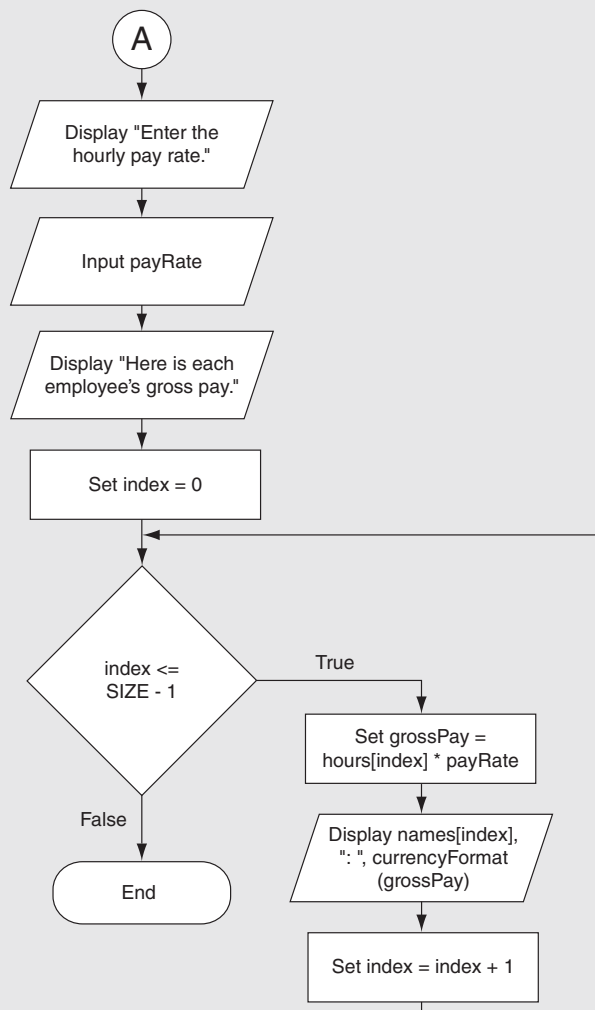 A
Display "Enter the
hourly pay rate."
Input payRate
Display "Here is each
employee’s gross pay."
Set index = 0
index <=
SIZE - 1
True
Set grossPay =
hours[index] * payRate
Display names[index],
": ", currencyFormat
(grossPay)
Set index = index + 1
False
End